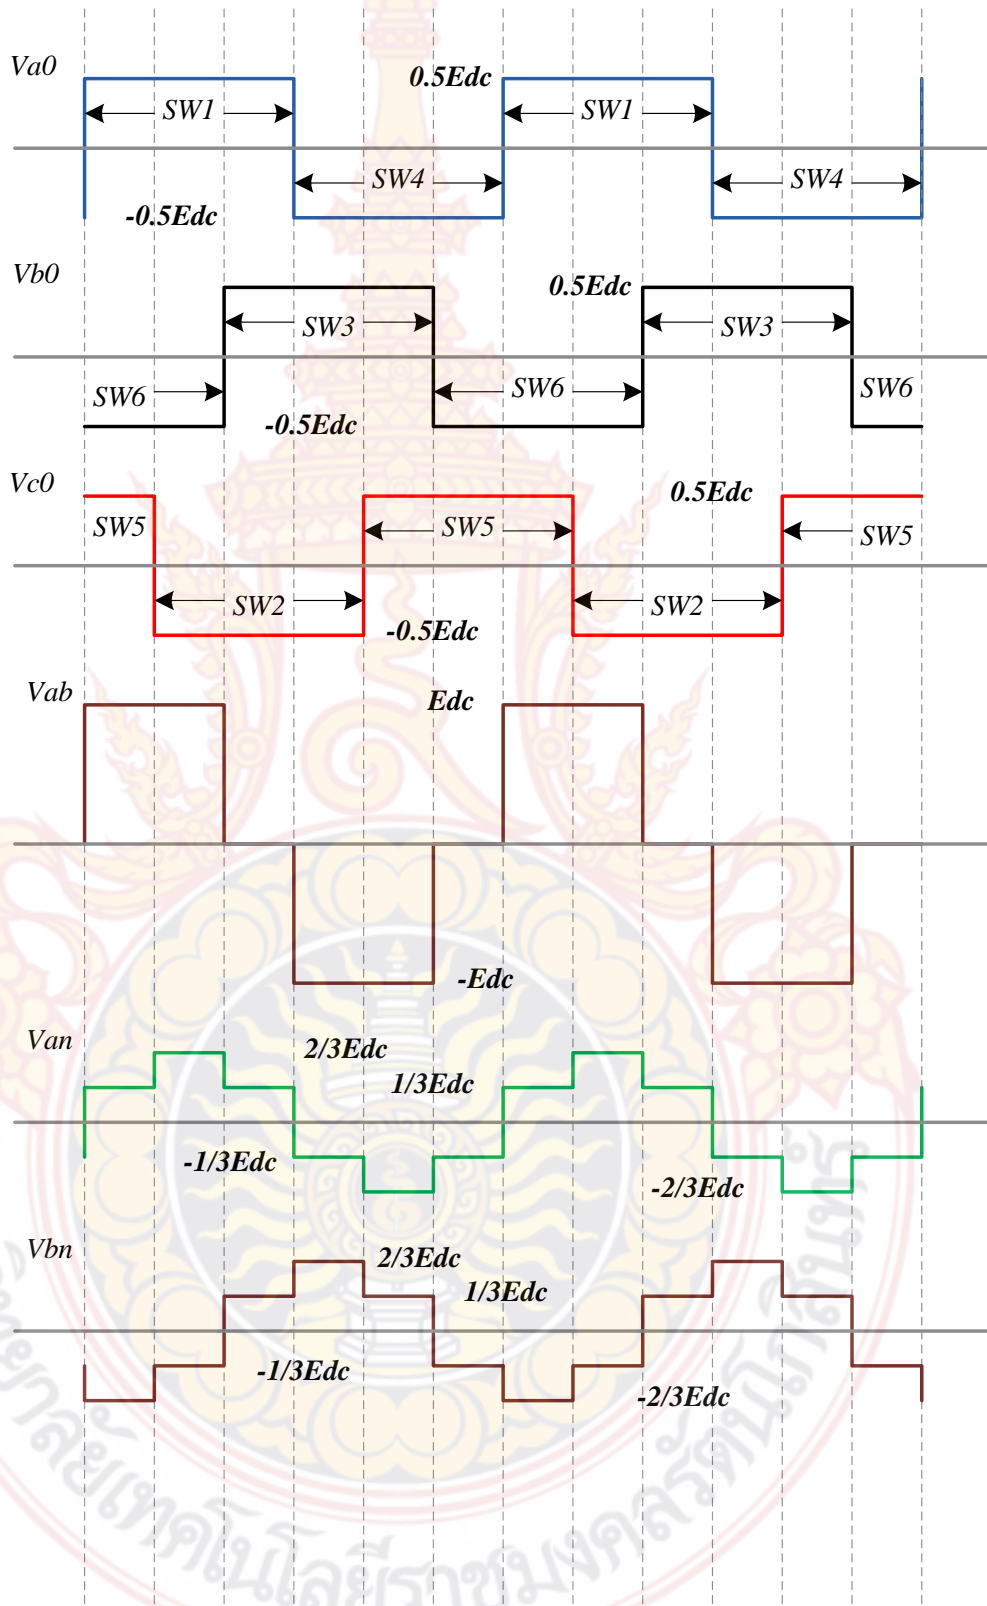 Va0
0.5Edc
SW1
SW1
SW4
SW4
-0.5Edc
Vb0
0.5Edc
SW3
SW3
SW6
SW6
SW6
-0.5Edc
Vc0
0.5Edc
SW5
SW5
SW5
SW2
SW2
-0.5Edc
Vab
Edc
-Edc
Van
2/3Edc
1/3Edc
-1/3Edc
-2/3Edc
Vbn
2/3Edc
1/3Edc
-1/3Edc
-2/3Edc